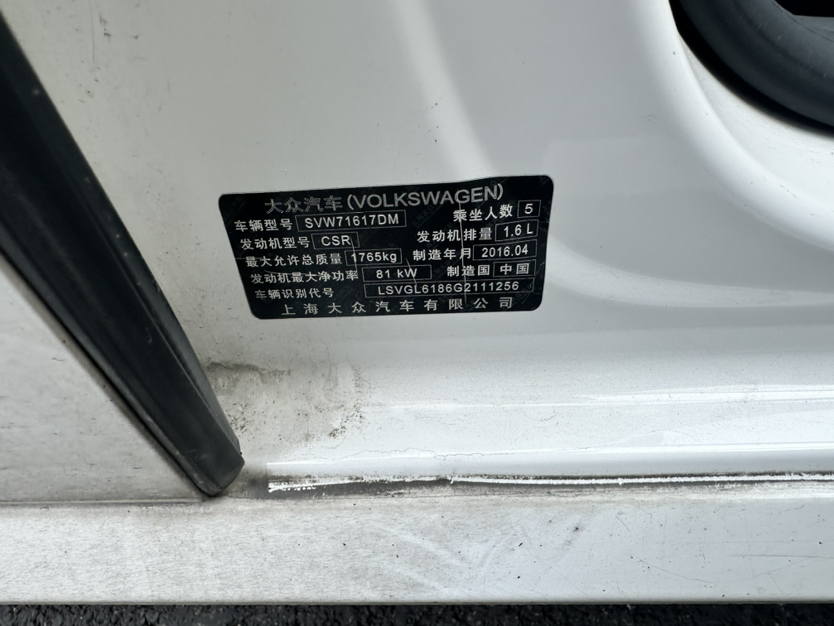 大众汽车(VOLKSWAGEN)
车辆型号 SVW71617DM 乘坐人数 5
发动机型号 CSR 发动机排量 1.6 L
最大允许总质量 1765kg 制造年月 2016.04
发动机最大净功率 81 kW 制造国 中国
车辆识别代号 LSVGL6186G2111256
上海大众汽车有限公司